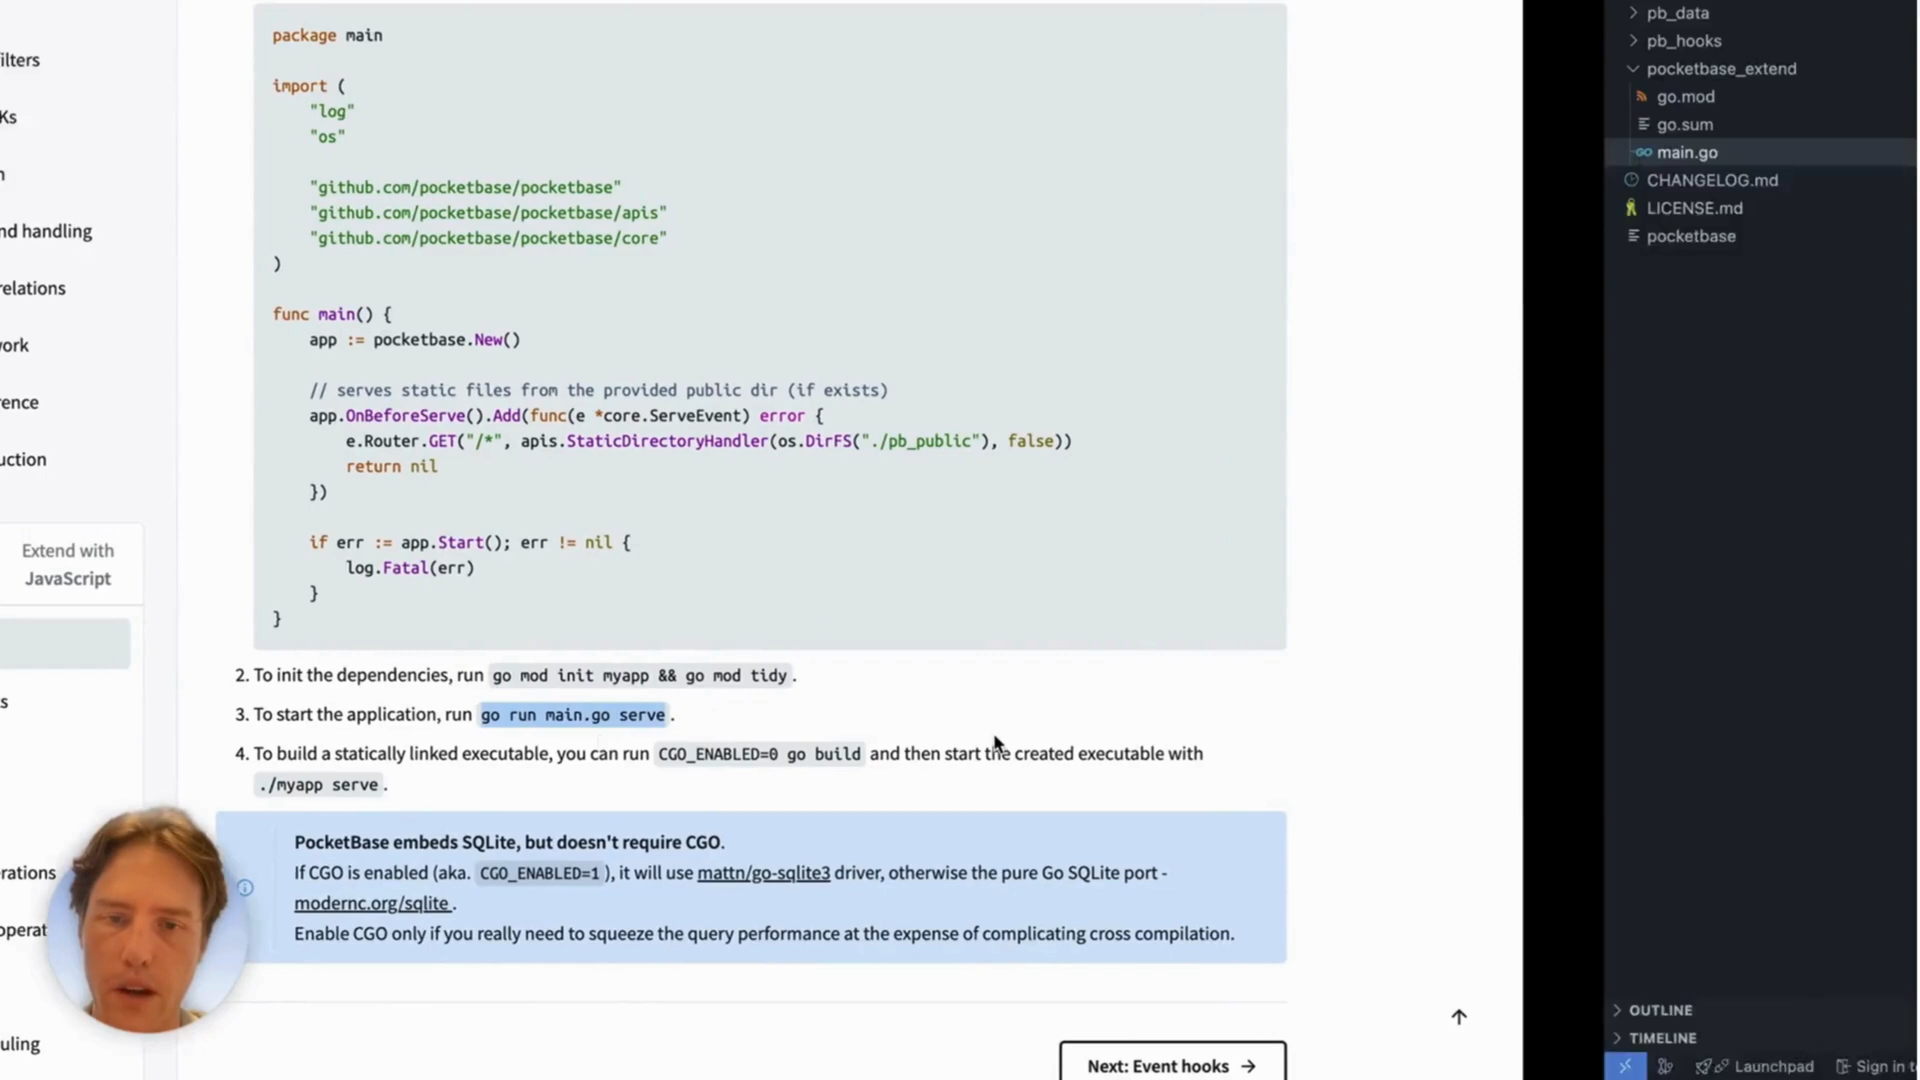 ilters
Ks
n
nd handling
relations
ork
rence
uction
Extend with
JavaScript
s
rations
operat
uling
package main
import (
"log"
"os"
"github.com/pocketbase/pocketbase"
"github.com/pocketbase/pocketbase/apis"
"github.com/pocketbase/pocketbase/core"
)
func main() {
app := pocketbase.New()
// serves static files from the provided public dir (if exists)
app.OnBeforeServe().Add(func(e *core.ServeEvent) error {
e.Router.GET("/*", apis.StaticDirectoryHandler(os.DirFS("./pb_public"), false))
return nil
})
if err := app.Start(); err != nil {
log.Fatal(err)
}
}
2. To init the dependencies, run go mod init myapp && go mod tidy .
3. To start the application, run go run main.go serve .
4. To build a statically linked executable, you can run CGO_ENABLED=0 go build and then start the created executable with
./myapp serve .
PocketBase embeds SQLite, but doesn't require CGO.
If CGO is enabled (aka. CGO_ENABLED=1 ), it will use mattn/go-sqlite3 driver, otherwise the pure Go SQLite port -
modernc.org/sqlite .
Enable CGO only if you really need to squeeze the query performance at the expense of complicating cross compilation.
Next: Event hooks →
pb_data
pb_hooks
pocketbase_extend
go.mod
go.sum
GO main.go
CHANGELOG.md
LICENSE.md
pocketbase
OUTLINE
TIMELINE
Launchpad
Sign in t